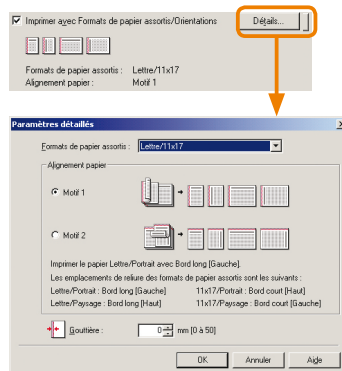 Imprimer avec Formats de papier assortis/Orientations
Détails...
Formats de papier assortis : Lettre/11x17
Alignement papier : Motif 1
Paramètres détaillés
Formats de papier assortis : Lettre/11x17
Alignement papier
Motif 1
Motif 2
Imprimer le papier Lettre/Portrait avec Bord long [Gauche].
Les emplacements de reliure des formats de papier assortis sont les suivants :
Lettre/Portrait : Bord long [Gauche] 11x17/Portrait : Bord court [Haut]
Lettre/Paysage : Bord long [Haut] 11x17/Paysage : Bord court [Gauche]
Gouttière : 0 mm [0 à 50]
OK Annuler Aide